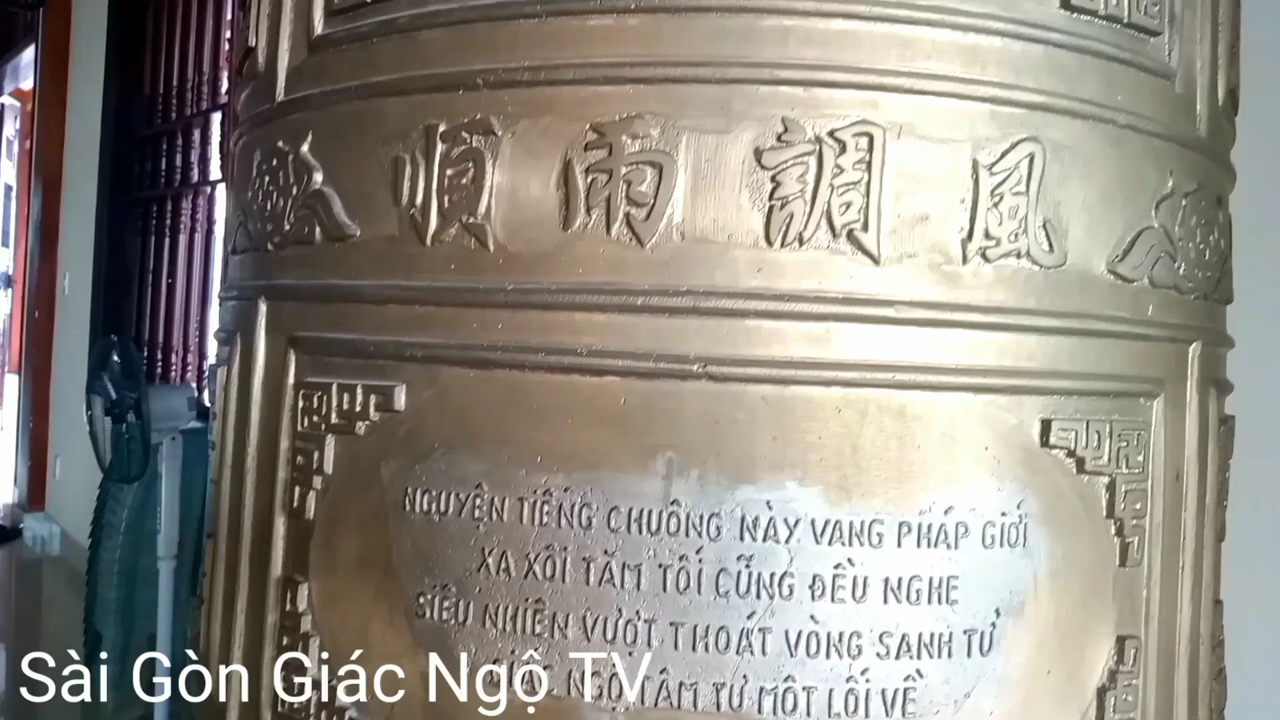 順雨調風
NGUYỆN TIẾNG CHUÔNG NÀY VANG PHÁP GIỚI
XA XÔI TĂM TỐI CŨNG ĐỀU NGHE
SIÊU NHIÊN VƯỢT THOÁT VÒNG SANH TỬ
NGỘ TÂM TƯ MỘT LỐI VỀ
Sài Gòn Giác Ngộ TV